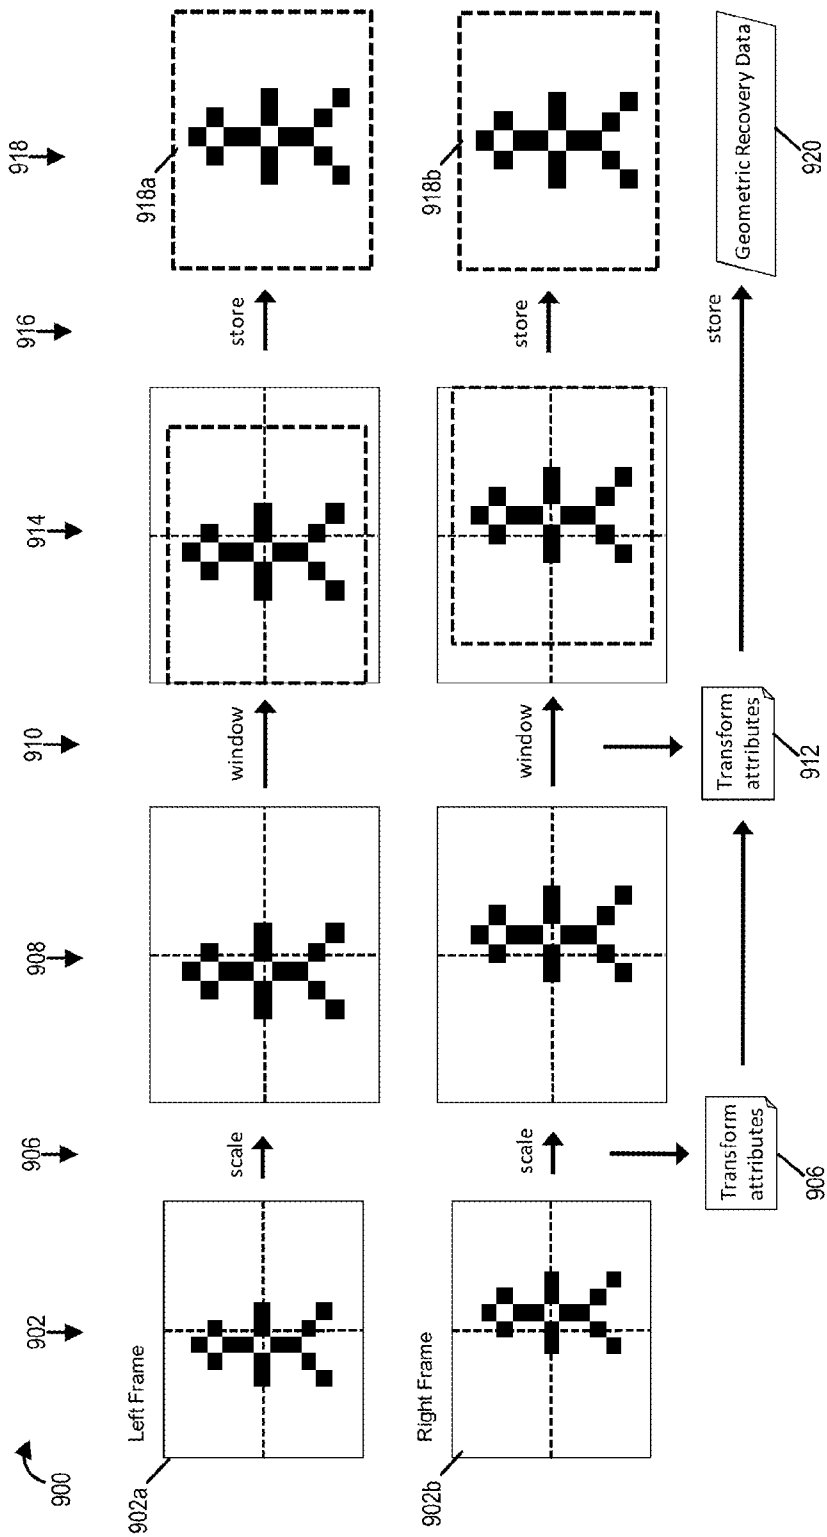 900
902
906
908
910
914
916
918
Left Frame
902a
scale
window
store
918a
Right Frame
902b
scale
window
store
918b
Transform
attributes
906
Transform
attributes
912
store
Geometric Recovery Data
920